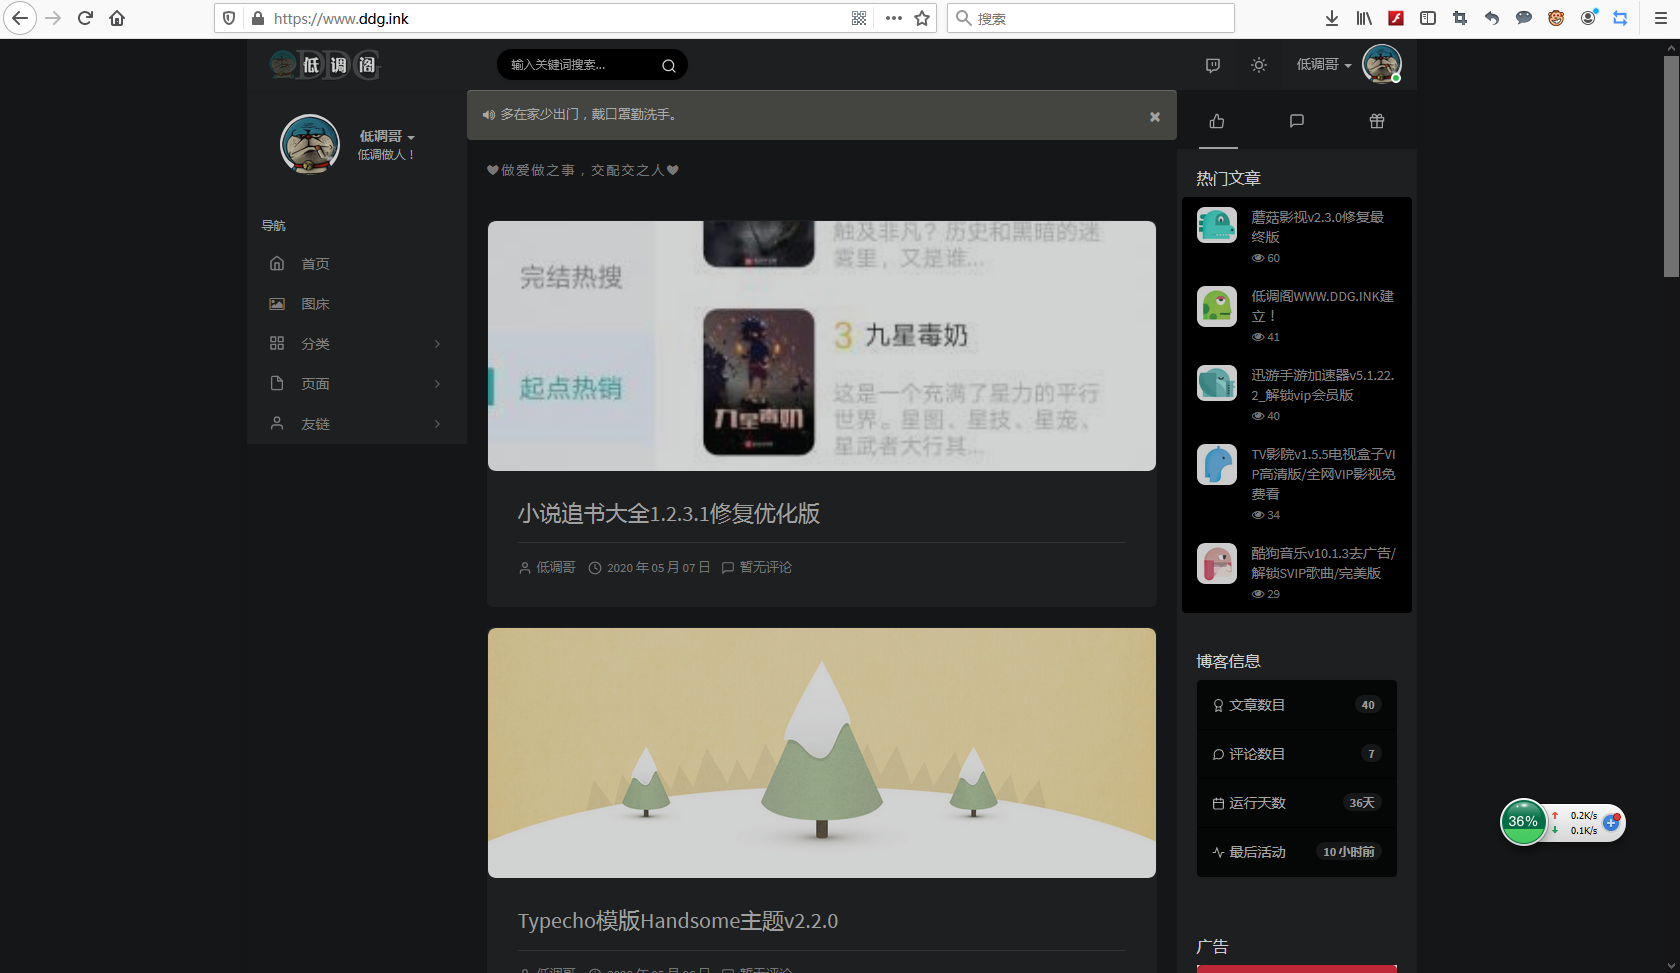 https://www.ddg.ink
搜索
DDG
低调阁
输入关键词搜索...
低调哥
低调哥
低调做人！
导航
首页
图床
分类
页面
友链
多在家少出门，戴口罩勤洗手。
做爱做之事，交配交之人
触及非凡？历史和黑暗的迷
雾里，又是谁...
完结热搜
3 九星毒奶
起点热销
九星毒奶
这是一个充满了星力的平行
世界。星图、星技、星宠、
星武者大行其...
小说追书大全1.2.3.1修复优化版
低调哥 2020 年 05 月 07 日 暂无评论
Typecho模版Handsome主题v2.2.0
低调哥 2020 年 05 月 06 日 暂无评论
热门文章
蘑菇影视v2.3.0修复最
终版
60
低调阁WWW.DDG.INK建
立！
41
迅游手游加速器v5.1.22.
2_解锁vip会员版
40
TV影院v1.5.5电视盒子VI
P高清版/全网VIP影视免
费看
34
酷狗音乐v10.1.3去广告/
解锁SVIP歌曲/完美版
29
博客信息
文章数目 40
评论数目 7
运行天数 36天
最后活动 10 小时前
广告
36%
0.2K/s
0.1K/s